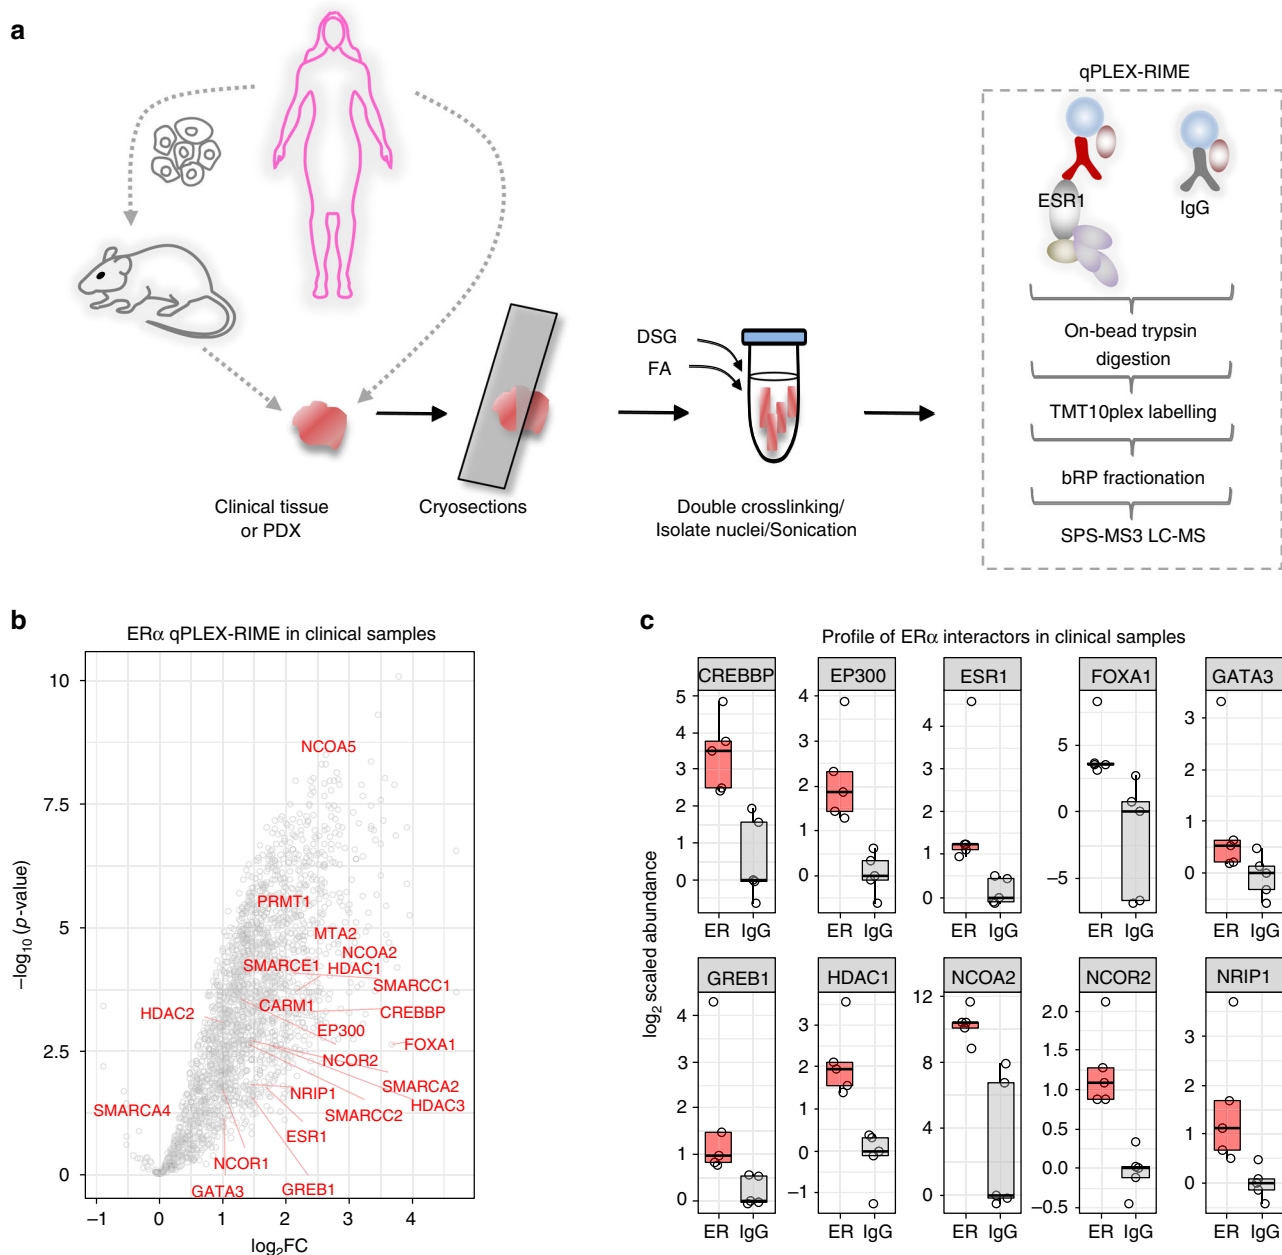 a
qPLEX-RIME
ESR1
IgG
On-bead trypsin
digestion
TMT10plex labelling
bRP fractionation
SPS-MS3 LC-MS
DSG
FA
Clinical tissue
or PDX
Cryosections
Double crosslinking/
Isolate nuclei/Sonication
b
ERα qPLEX-RIME in clinical samples
–log10 (p-value)
10
7.5
5
2.5
0
–1 0 1 2 3 4
log2FC
NCOA5
PRMT1
MTA2
NCOA2
SMARCE1
HDAC1
SMARCC1
HDAC2
CARM1
CREBBP
EP300
FOXA1
NCOR2
SMARCA2
NRIP1
HDAC3
SMARCA4
SMARCC2
ESR1
NCOR1
GATA3
GREB1
c
Profile of ERα interactors in clinical samples
log2 scaled abundance
CREBBP
5
4
3
2
1
0
ER IgG
EP300
4
2
0
ER IgG
ESR1
4
3
2
1
0
ER IgG
FOXA1
5
0
−5
ER IgG
GATA3
3
2
1
0
ER IgG
GREB1
4
3
2
1
0
ER IgG
HDAC1
3
2
1
0
−1
ER IgG
NCOA2
12
8
4
0
ER IgG
NCOR2
2.0
1.5
1.0
0.5
0.0
−0.5
ER IgG
NRIP1
3
2
1
0
ER IgG